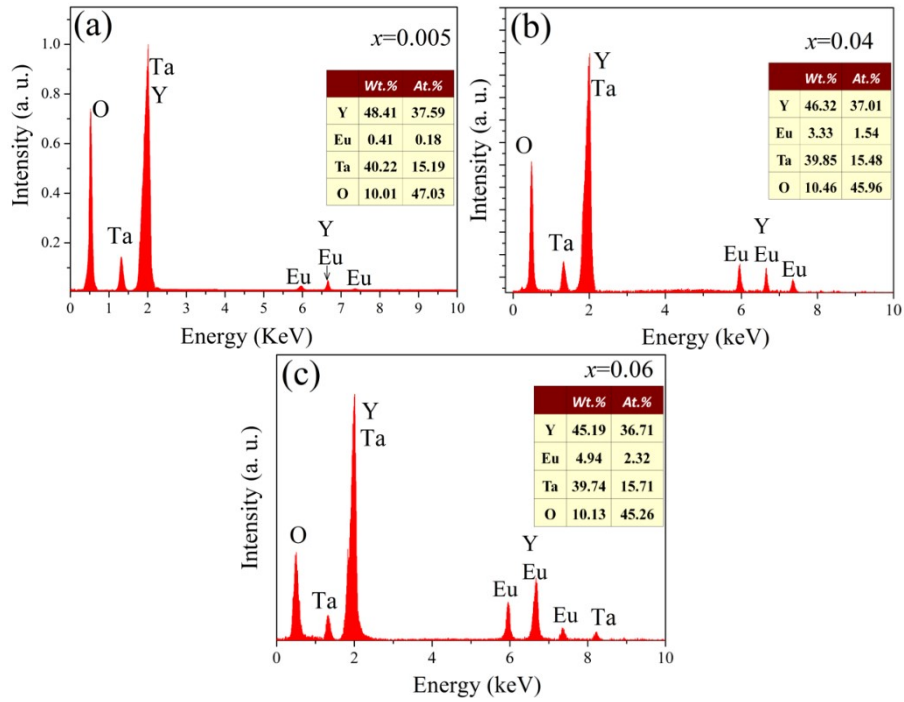 (a)
x=0.005
Intensity (a. u.)
1.0
0.8
0.6
0.4
0.2
O
Ta
Ta
Y
Eu
Y
Eu
Eu
Wt.% At.%
Y 48.41 37.59
Eu 0.41 0.18
Ta 40.22 15.19
O 10.01 47.03
0 1 2 3 4 5 6 7 8 9 10
Energy (KeV)
(b)
x=0.04
Intensity (a. u.)
O
Ta
Y
Ta
Eu
Y
Eu
Eu
Wt.% At.%
Y 46.32 37.01
Eu 3.33 1.54
Ta 39.85 15.48
O 10.46 45.96
0 2 4 6 8 10
Energy (keV)
(c)
x=0.06
Intensity (a. u.)
O
Ta
Y
Ta
Eu
Y
Eu
Eu
Ta
Wt.% At.%
Y 45.19 36.71
Eu 4.94 2.32
Ta 39.74 15.71
O 10.13 45.26
0 2 4 6 8 10
Energy (keV)